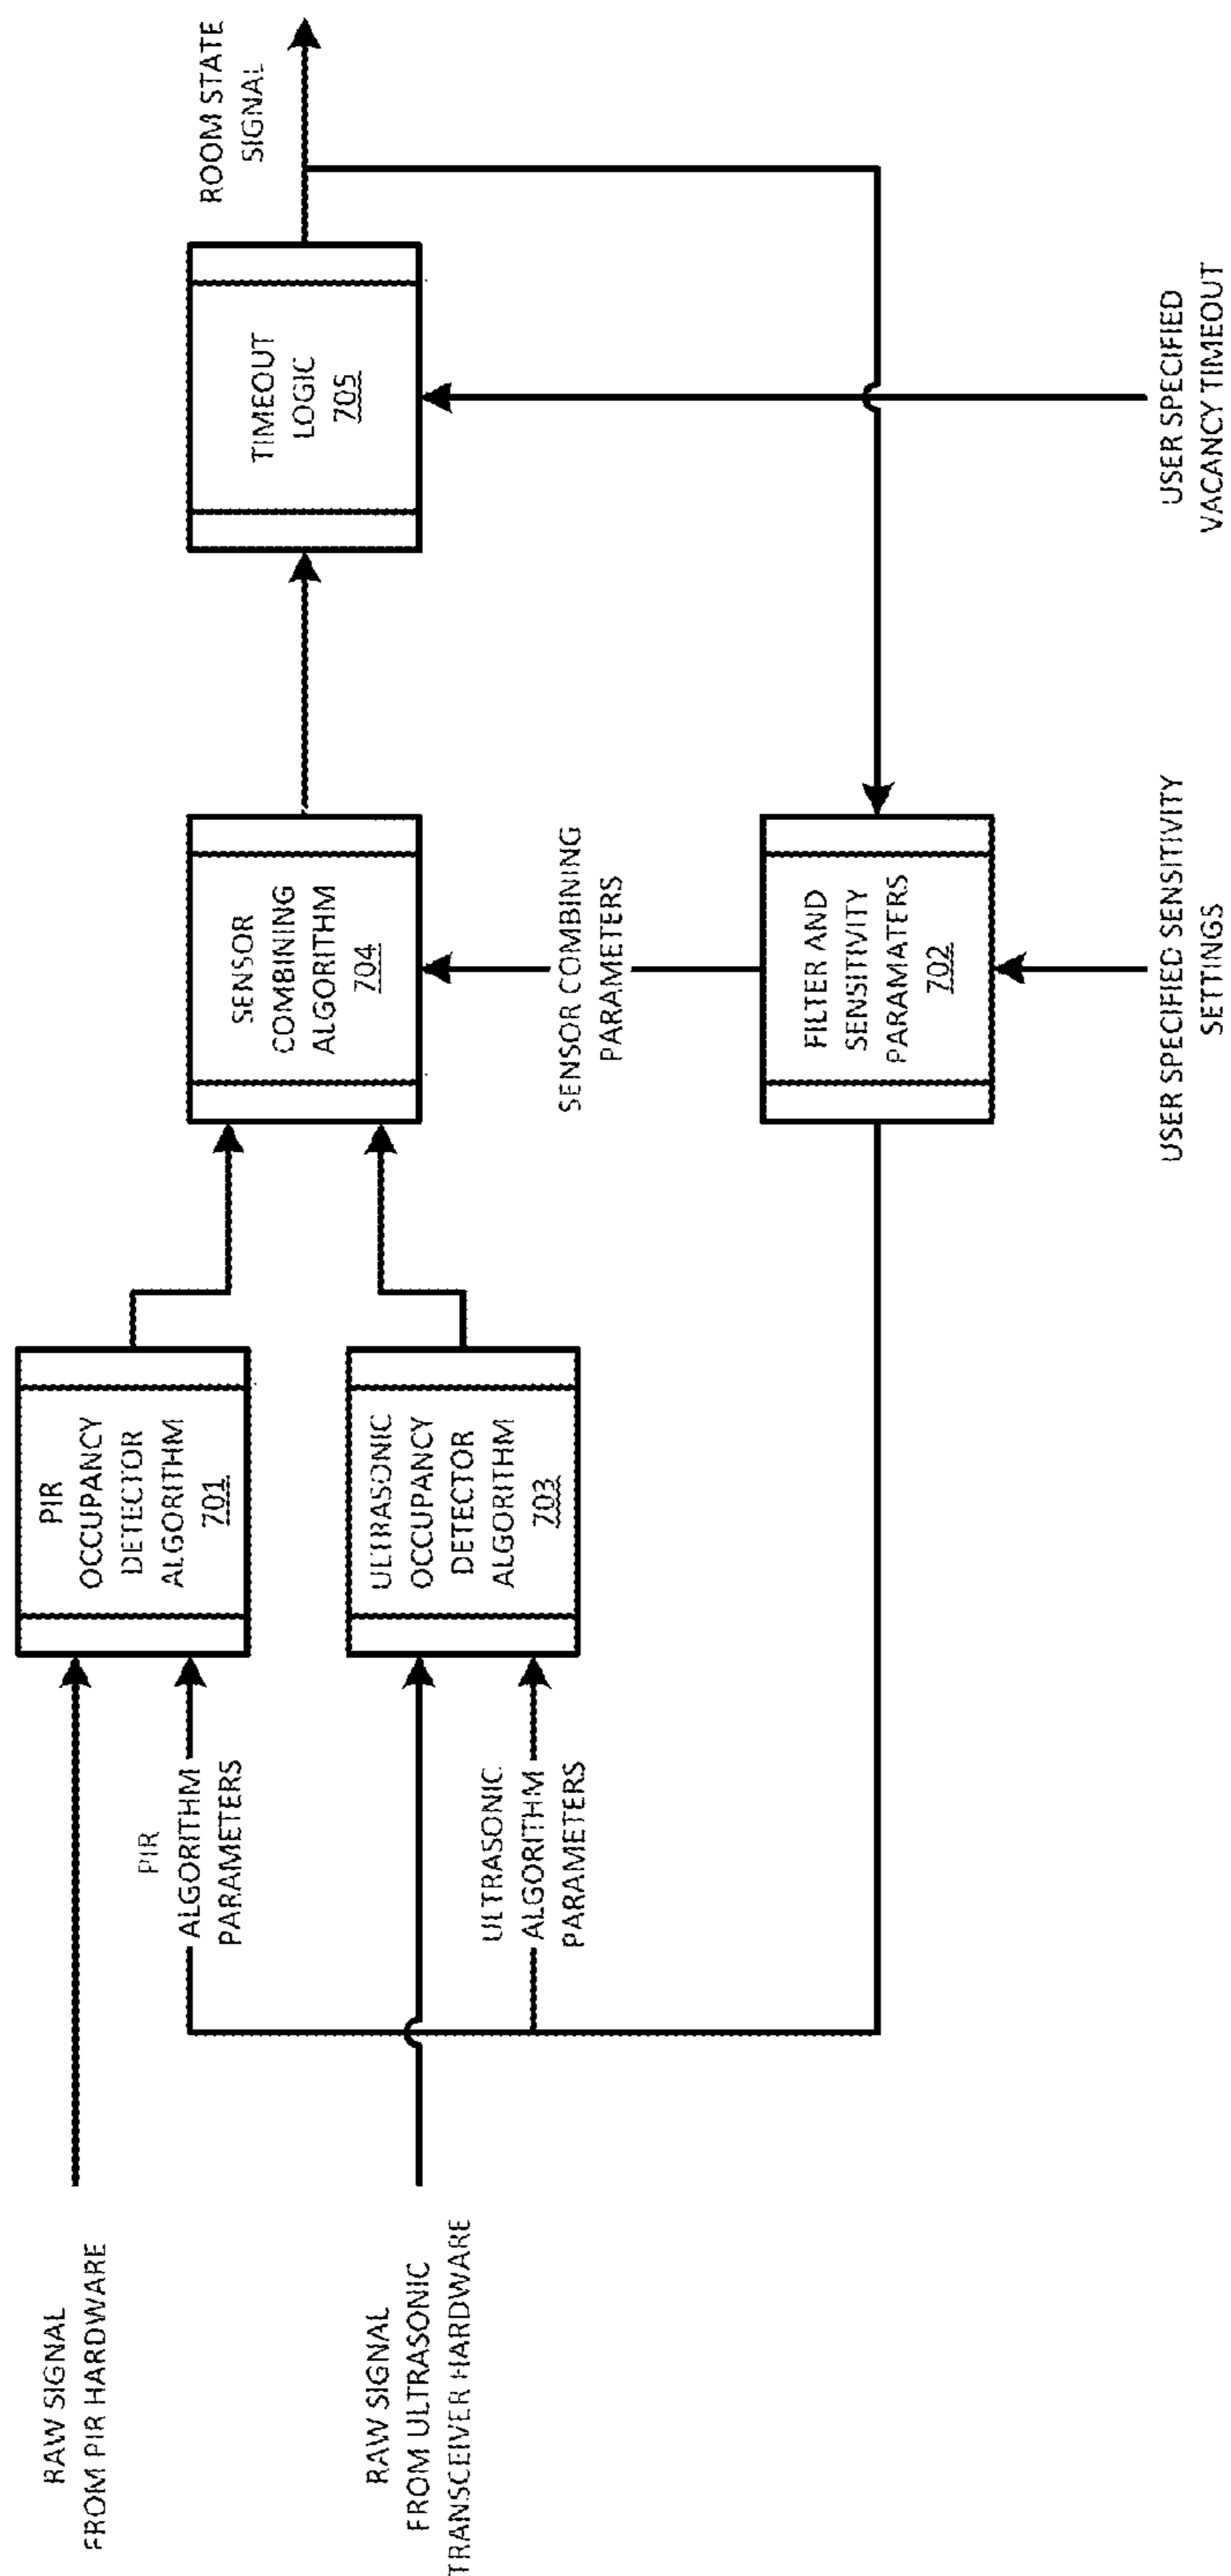 RAW SIGNAL
FROM PIR HARDWARE
PIR
ALGORITHM
PARAMETERS
PIR
OCCUPANCY
DETECTOR
ALGORITHM
701
RAW SIGNAL
FROM ULTRASONIC
TRANSCEIVER HARDWARE
ULTRASONIC
ALGORITHM
PARAMETERS
ULTRASONIC
OCCUPANCY
DETECTOR
ALGORITHM
703
SENSOR
COMBINING
ALGORITHM
704
TIMEOUT
LOGIC
705
ROOM STATE
SIGNAL
SENSOR COMBINING
PARAMETERS
FILTER AND
SENSITIVITY
PARAMATERS
702
USER SPECIFIED SENSITIVITY
SETTINGS
USER SPECIFIED
VACANCY TIMEOUT